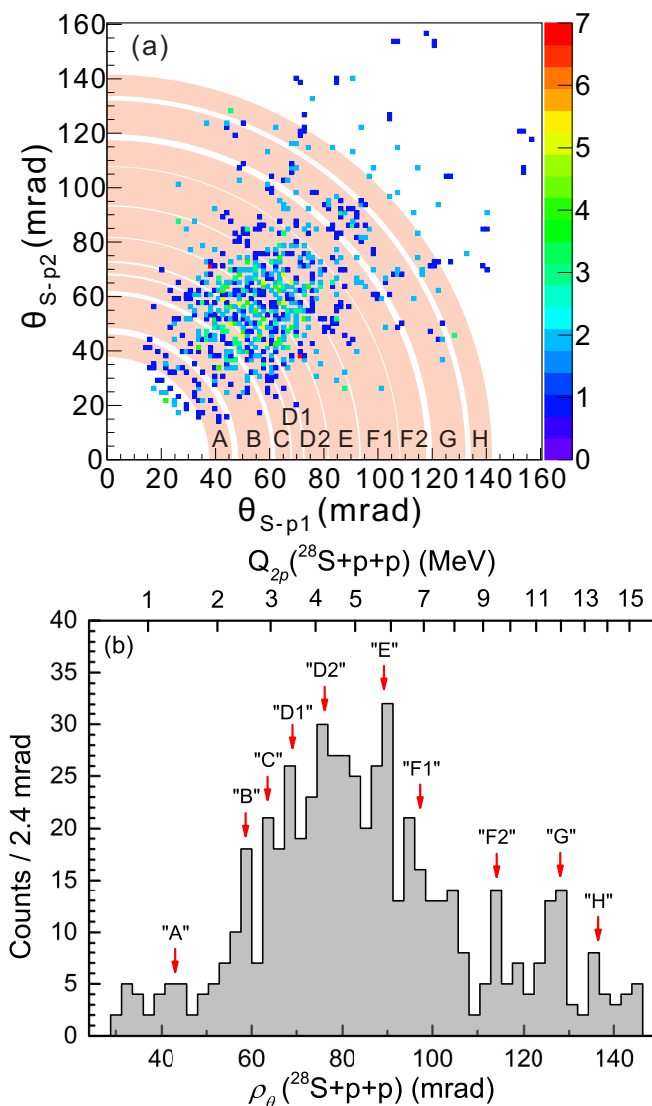 (a)
160
140
120
100
80
60
40
20
0
θS-p2 (mrad)
7
6
5
4
3
2
1
0
D1
A B C D2 E F1 F2 G H
0 20 40 60 80 100 120 140 160
θS-p1 (mrad)
Q2p(28S+p+p) (MeV)
1 2 3 4 5 7 9 11 13 15
(b)
40
35
30
25
20
15
10
5
0
Counts / 2.4 mrad
"A"
"B"
"C"
"D1"
"D2"
"E"
"F1"
"F2"
"G"
"H"
40 60 80 100 120 140
ρθ(28S+p+p) (mrad)